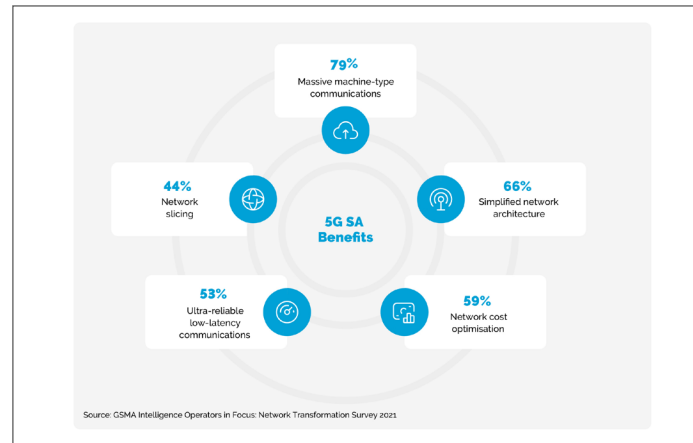 79%
Massive machine-type
communications
44%
Network
slicing
66%
Simplified network
architecture
5G SA
Benefits
53%
Ultra-reliable
low-latency
communications
59%
Network cost
optimisation
Source: GSMA Intelligence Operators in Focus: Network Transformation Survey 2021